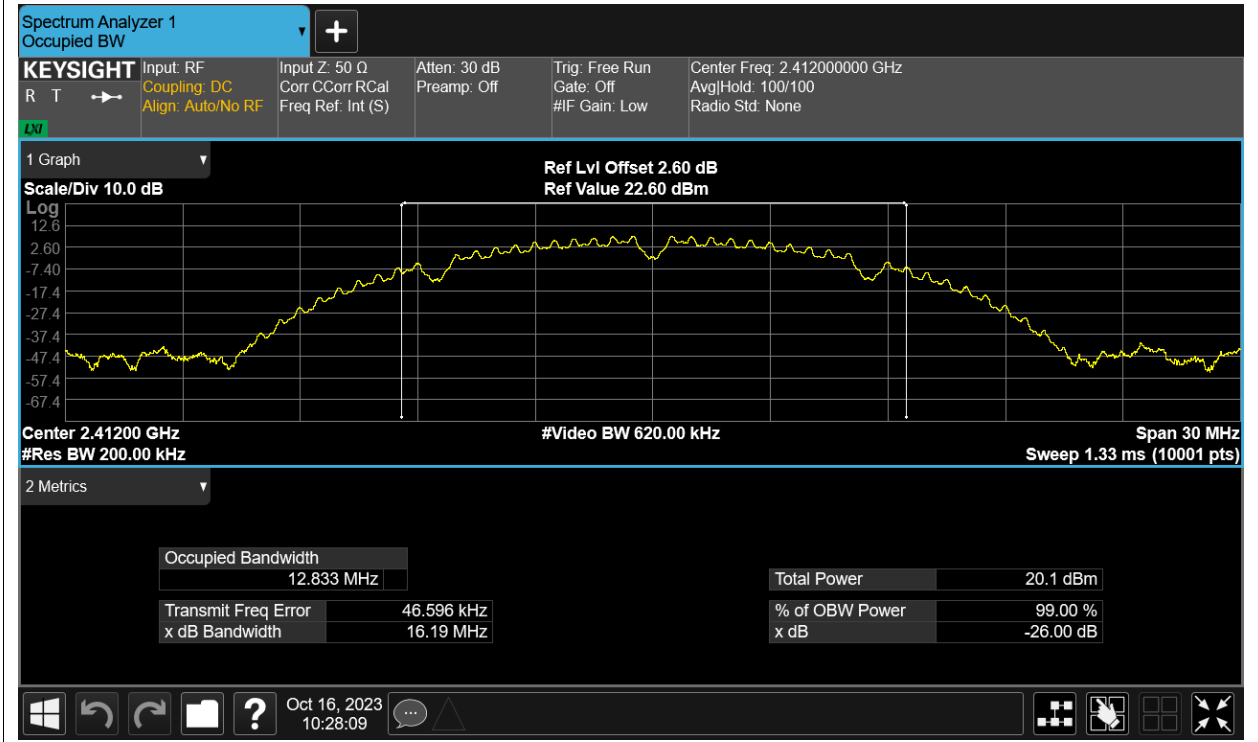 Spectrum Analyzer 1
Occupied BW
KEYSIGHT
R T
LXI
Input: RF
Coupling: DC
Align: Auto/No RF
Input Z: 50 Ω
Corr CCorr RCal
Freq Ref: Int (S)
Atten: 30 dB
Preamp: Off
Trig: Free Run
Gate: Off
#IF Gain: Low
Center Freq: 2.412000000 GHz
Avg|Hold: 100/100
Radio Std: None
1 Graph
Scale/Div 10.0 dB
Ref Lvl Offset 2.60 dB
Ref Value 22.60 dBm
Log
12.6
2.60
-7.40
-17.4
-27.4
-37.4
-47.4
-57.4
-67.4
Center 2.41200 GHz
#Video BW 620.00 kHz
Span 30 MHz
#Res BW 200.00 kHz
Sweep 1.33 ms (10001 pts)
2 Metrics
Occupied Bandwidth
12.833 MHz
Total Power 20.1 dBm
Transmit Freq Error 46.596 kHz
% of OBW Power 99.00 %
x dB Bandwidth 16.19 MHz
x dB -26.00 dB
?
Oct 16, 2023
10:28:09